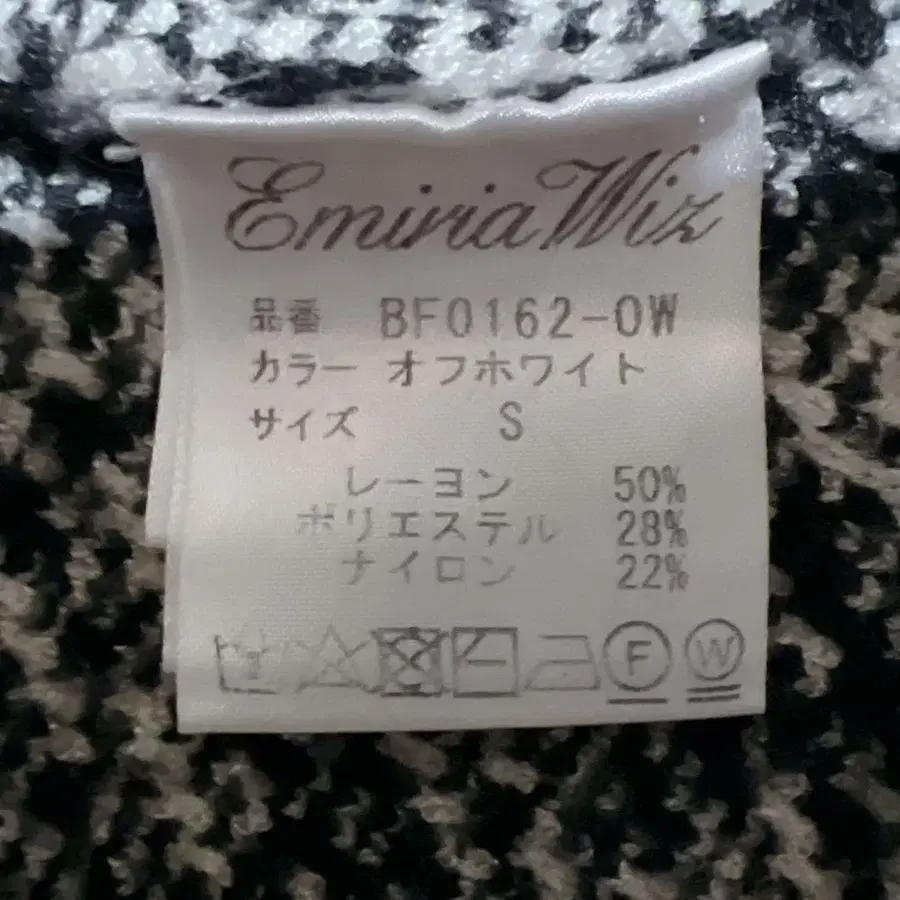 EmiriaWiz
品番 BF0162-OW
カラー オフホワイト
サイズ S
レーヨン 50%
ポリエステル 28%
ナイロン 22%
F W